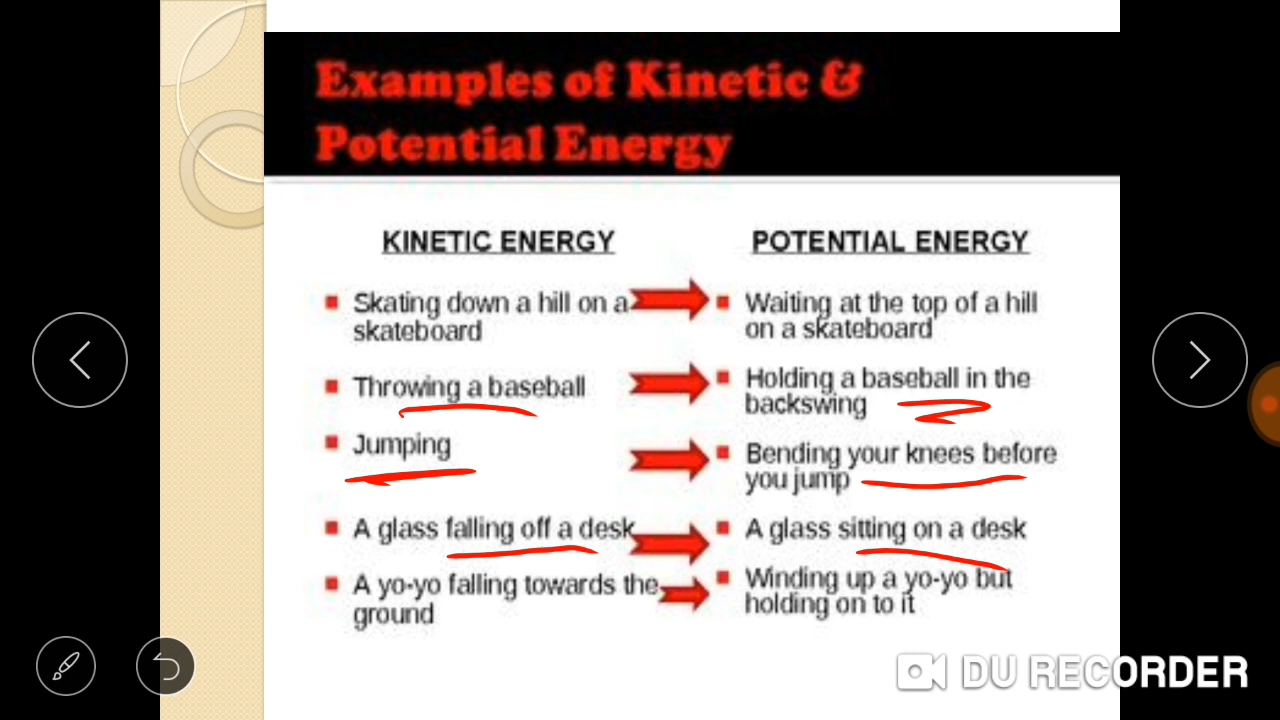 Examples of Kinetic &
Potential Energy
KINETIC ENERGY
Skating down a hill on a
skateboard
Throwing a baseball
Jumping
A glass falling off a desk
A yo-yo falling towards the
ground
POTENTIAL ENERGY
Waiting at the top of a hill
on a skateboard
Holding a baseball in the
backswing
Bending your knees before
you jump
A glass sitting on a desk
Winding up a yo-yo but
holding on to it
DU RECORDER